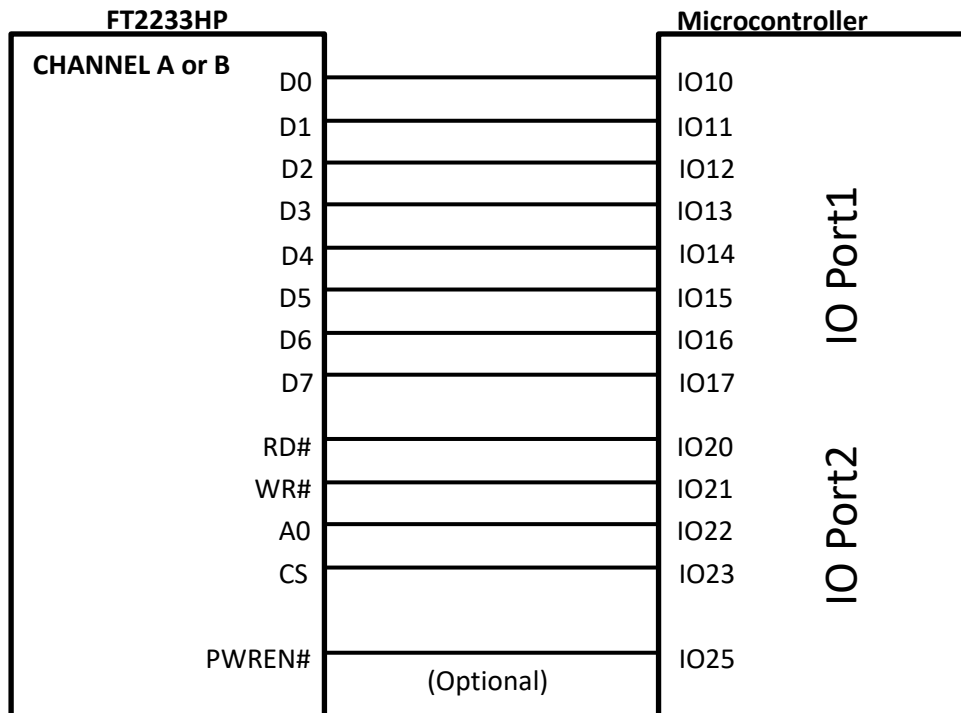 FT2233HP Microcontroller
CHANNEL A or B
D0 IO10
D1 IO11
D2 IO12
D3 IO13
D4 IO14
D5 IO15
D6 IO16
D7 IO17
IO Port1
RD# IO20
WR# IO21
A0 IO22
CS IO23
IO Port2
PWREN# IO25
(Optional)